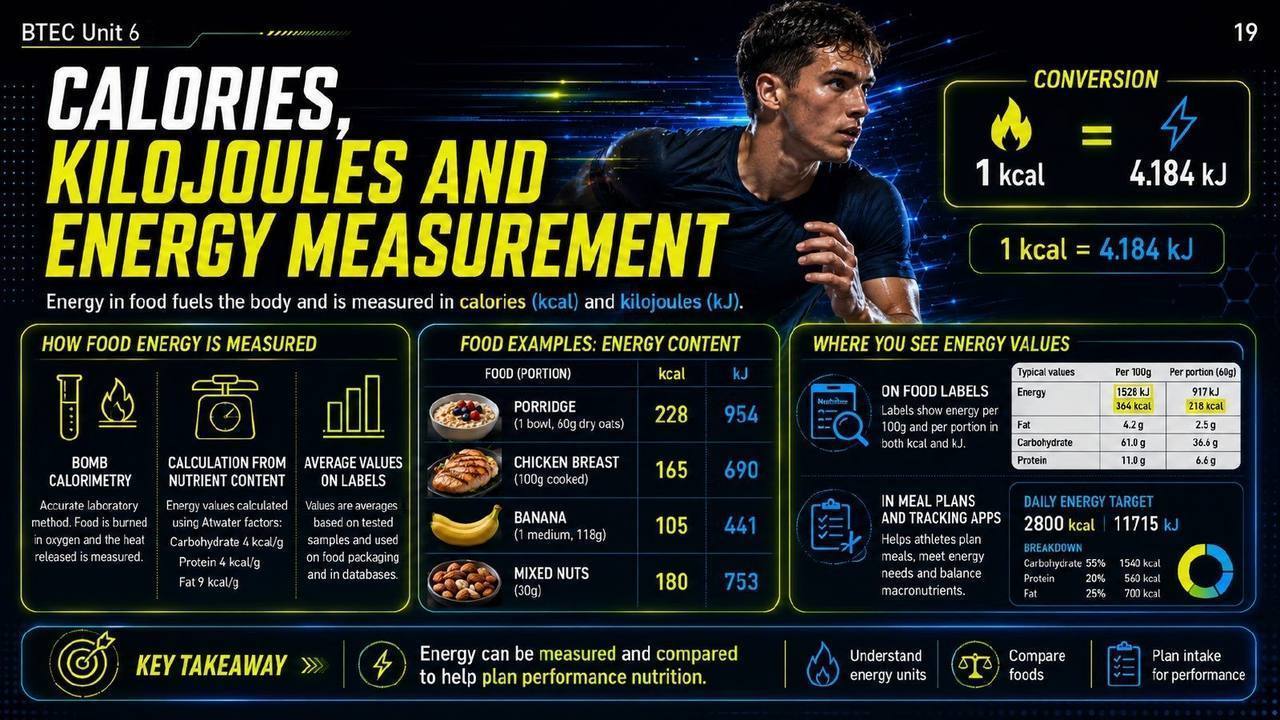 BTEC Unit 6
19
CALORIES,
KILOJOULES AND
ENERGY MEASUREMENT
Energy in food fuels the body and is measured in calories (kcal) and kilojoules (kJ).
CONVERSION
1 kcal = 4.184 kJ
1 kcal = 4.184 kJ
HOW FOOD ENERGY IS MEASURED
BOMB
CALORIMETRY
Accurate laboratory
method. Food is burned
in oxygen and the heat
released is measured.
CALCULATION FROM
NUTRIENT CONTENT
Energy values calculated
using Atwater factors:
Carbohydrate 4 kcal/g
Protein 4 kcal/g
Fat 9 kcal/g
AVERAGE VALUES
ON LABELS
Values are averages
based on tested
samples and used
on food packaging
and in databases.
FOOD EXAMPLES: ENERGY CONTENT
FOOD (PORTION) kcal kJ
PORRIDGE
(1 bowl, 60g dry oats)
228 954
CHICKEN BREAST
(100g cooked)
165 690
BANANA
(1 medium, 118g)
105 441
MIXED NUTS
(30g)
180 753
WHERE YOU SEE ENERGY VALUES
Nutrition
ON FOOD LABELS
Labels show energy per
100g and per portion in
both kcal and kJ.
Typical values Per 100g Per portion (60g)
Energy 1528 kJ 917 kJ
364 kcal 218 kcal
Fat 4.2 g 2.5 g
Carbohydrate 61.0 g 36.6 g
Protein 11.0 g 6.6 g
IN MEAL PLANS
AND TRACKING APPS
Helps athletes plan
meals, meet energy
needs and balance
macronutrients.
DAILY ENERGY TARGET
2800 kcal | 11715 kJ
BREAKDOWN
Carbohydrate 55% 1540 kcal
Protein 20% 560 kcal
Fat 25% 700 kcal
KEY TAKEAWAY
Energy can be measured and compared
to help plan performance nutrition.
Understand
energy units
Compare
foods
Plan intake
for performance